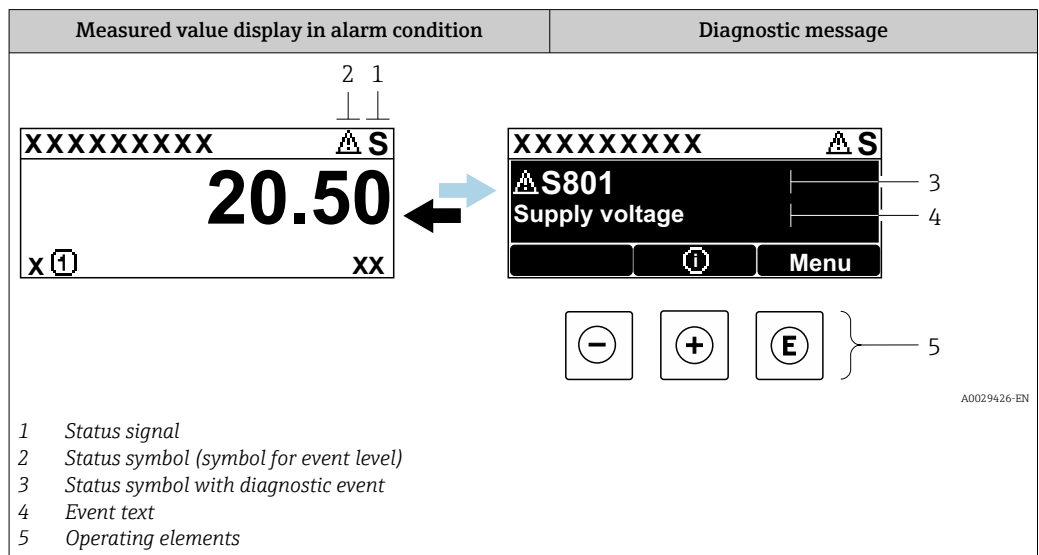 Measured value display in alarm condition Diagnostic message
2 1
XXXXXXXXX ⚠ S
20.50
x ① xx
XXXXXXXXX ⚠ S
⚠S801 3
Supply voltage 4
ⓘ Menu
− + E 5
A0029426-EN
1 Status signal
2 Status symbol (symbol for event level)
3 Status symbol with diagnostic event
4 Event text
5 Operating elements